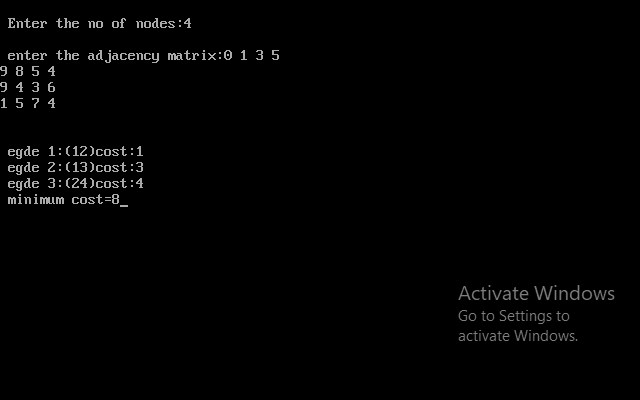 Enter the no of nodes:4
enter the adjacency matrix:0 1 3 5
9 8 5 4
9 4 3 6
1 5 7 4
egde 1:(12)cost:1
egde 2:(13)cost:3
egde 3:(24)cost:4
minimum cost=8_
Activate Windows
Go to Settings to
activate Windows.